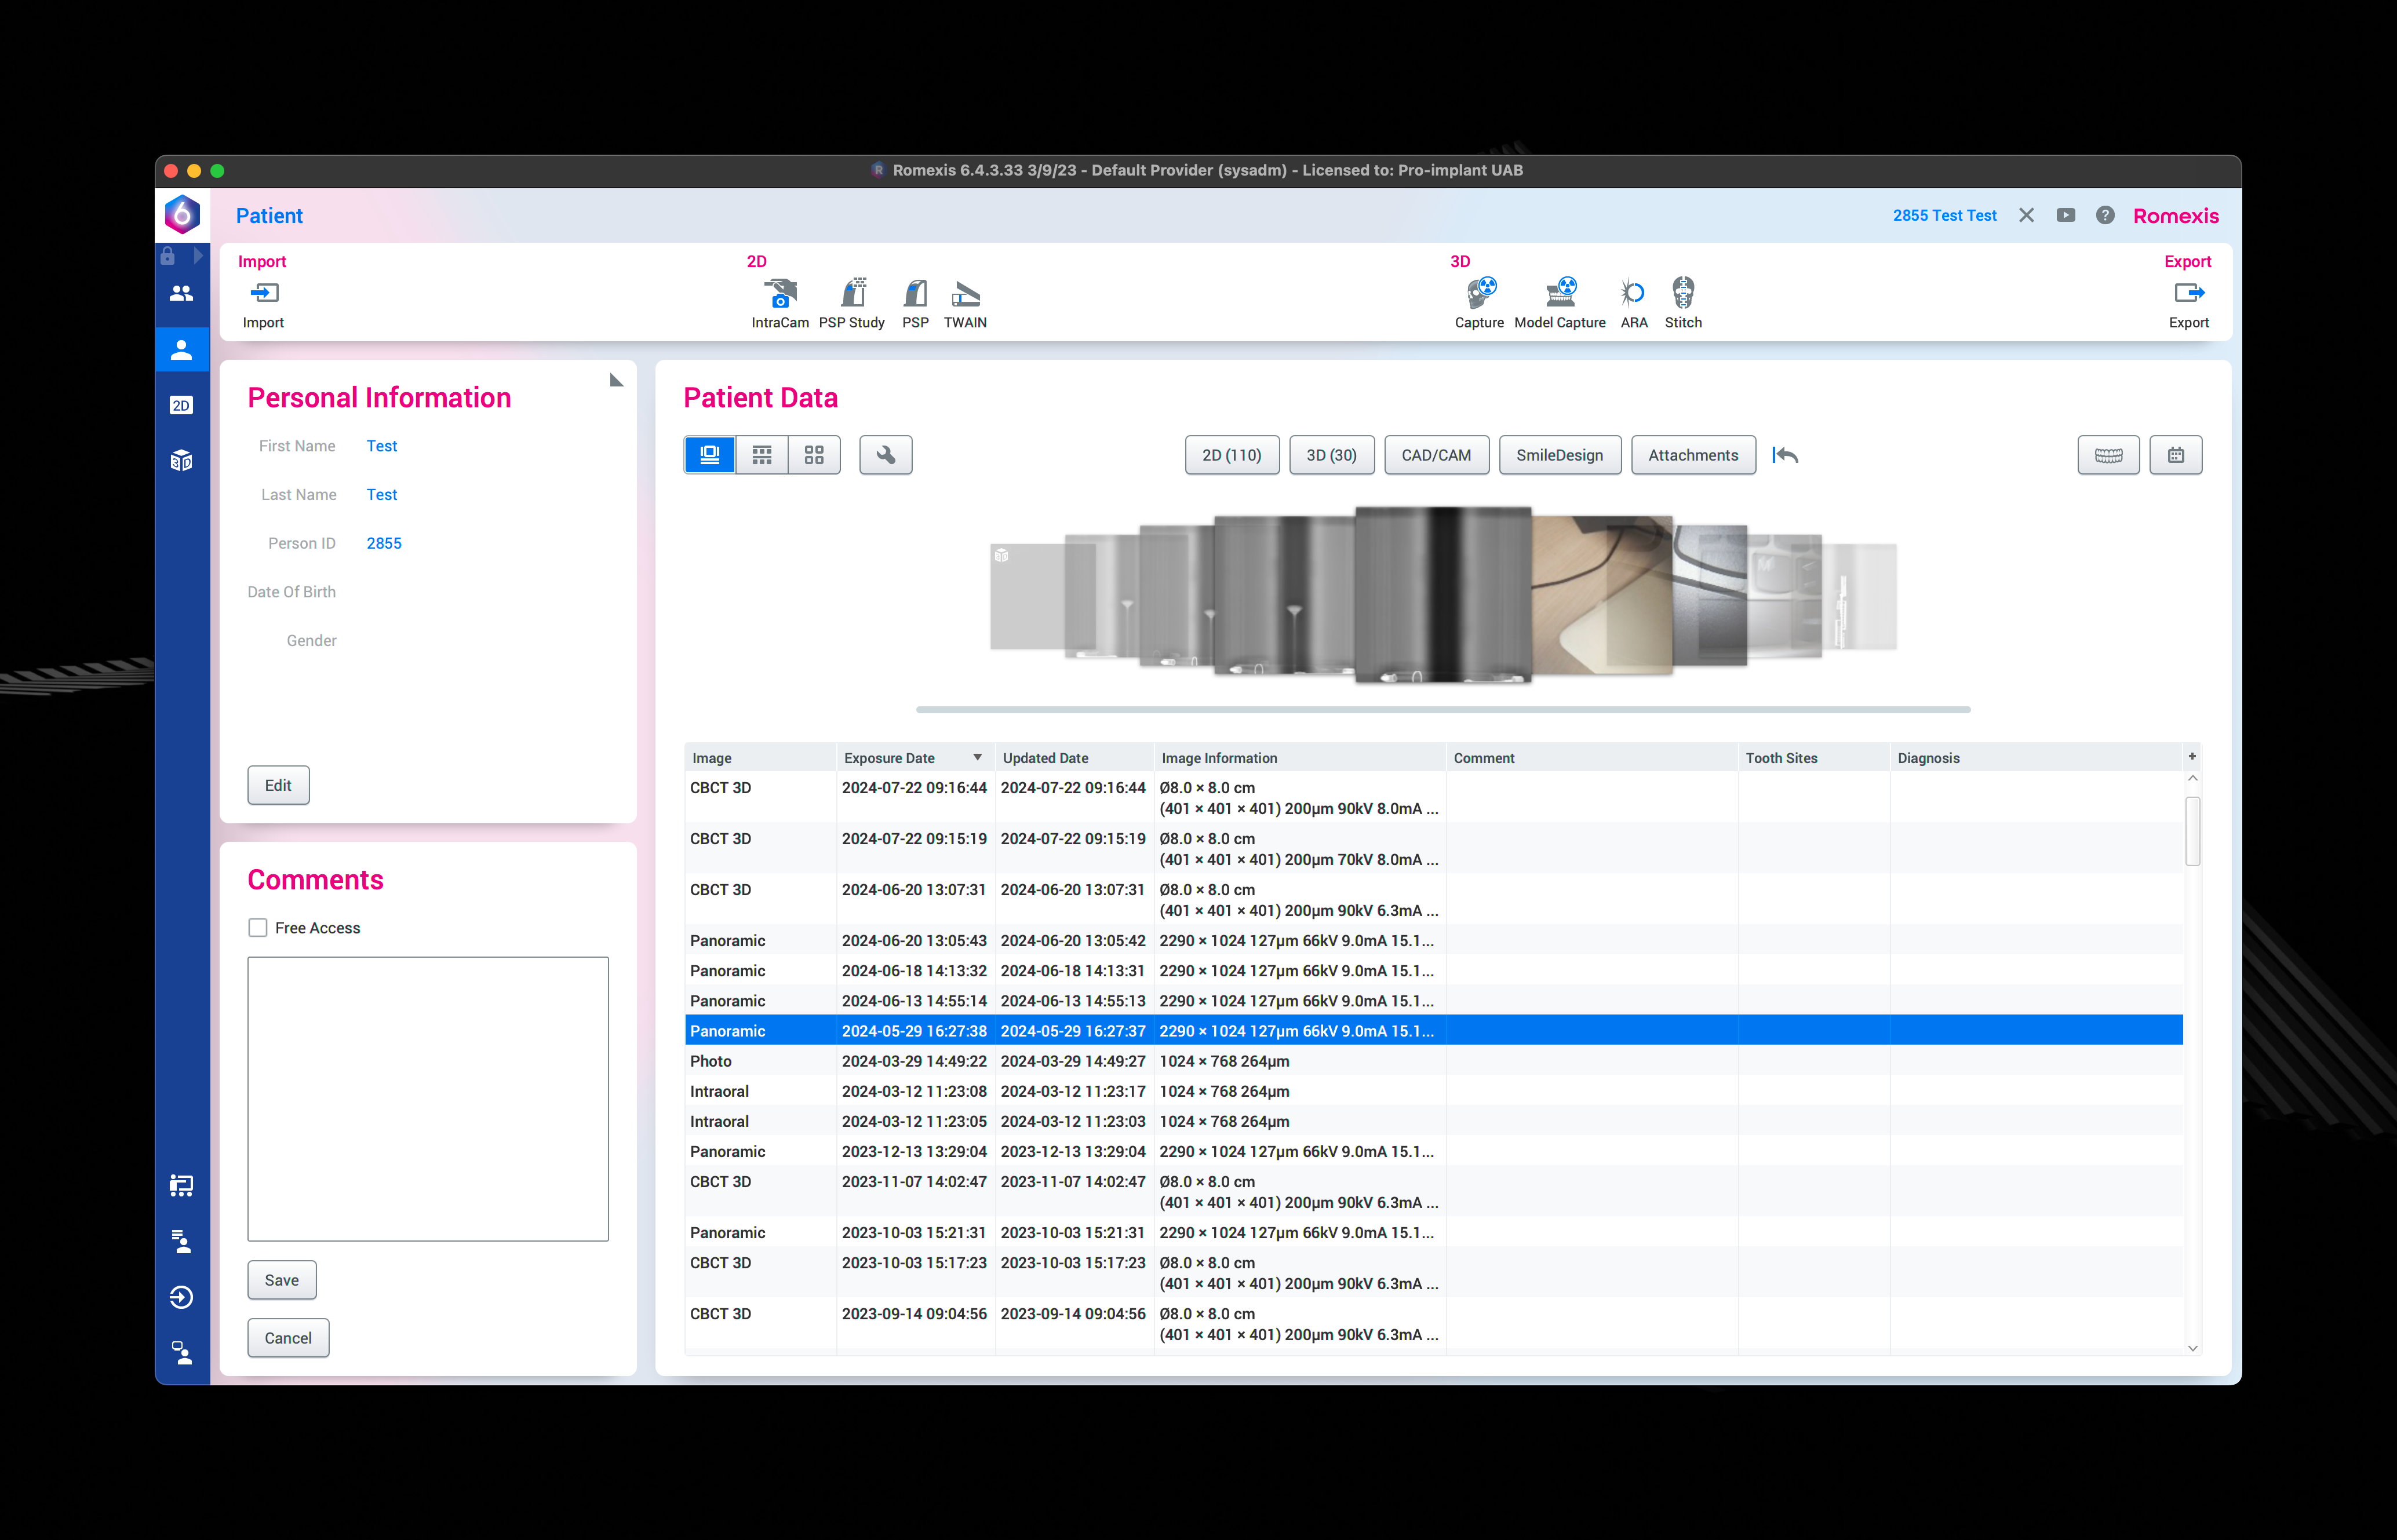 Romexis 6.4.3.33 3/9/23 - Default Provider (sysadm) - Licensed to: Pro-implant UAB
6
Patient
2855 Test Test
Romexis
Import
2D
3D
Export
Import
IntraCam
PSP Study
PSP
TWAIN
Capture
Model Capture
ARA
Stitch
Export
2D
3D
Personal Information
First Name Test
Last Name Test
Person ID 2855
Date Of Birth
Gender
Edit
Comments
Free Access
Save
Cancel
Patient Data
2D (110)
3D (30)
CAD/CAM
SmileDesign
Attachments
3D
M
Image Exposure Date Updated Date Image Information Comment Tooth Sites Diagnosis +
CBCT 3D 2024-07-22 09:16:44 2024-07-22 09:16:44 Ø8.0 × 8.0 cm
(401 × 401 × 401) 200µm 90kV 8.0mA ...
CBCT 3D 2024-07-22 09:15:19 2024-07-22 09:15:19 Ø8.0 × 8.0 cm
(401 × 401 × 401) 200µm 70kV 8.0mA ...
CBCT 3D 2024-06-20 13:07:31 2024-06-20 13:07:31 Ø8.0 × 8.0 cm
(401 × 401 × 401) 200µm 90kV 6.3mA ...
Panoramic 2024-06-20 13:05:43 2024-06-20 13:05:42 2290 × 1024 127µm 66kV 9.0mA 15.1...
Panoramic 2024-06-18 14:13:32 2024-06-18 14:13:31 2290 × 1024 127µm 66kV 9.0mA 15.1...
Panoramic 2024-06-13 14:55:14 2024-06-13 14:55:13 2290 × 1024 127µm 66kV 9.0mA 15.1...
Panoramic 2024-05-29 16:27:38 2024-05-29 16:27:37 2290 × 1024 127µm 66kV 9.0mA 15.1...
Photo 2024-03-29 14:49:22 2024-03-29 14:49:27 1024 × 768 264µm
Intraoral 2024-03-12 11:23:08 2024-03-12 11:23:17 1024 × 768 264µm
Intraoral 2024-03-12 11:23:05 2024-03-12 11:23:03 1024 × 768 264µm
Panoramic 2023-12-13 13:29:04 2023-12-13 13:29:04 2290 × 1024 127µm 66kV 9.0mA 15.1...
CBCT 3D 2023-11-07 14:02:47 2023-11-07 14:02:47 Ø8.0 × 8.0 cm
(401 × 401 × 401) 200µm 90kV 6.3mA ...
Panoramic 2023-10-03 15:21:31 2023-10-03 15:21:31 2290 × 1024 127µm 66kV 9.0mA 15.1...
CBCT 3D 2023-10-03 15:17:23 2023-10-03 15:17:23 Ø8.0 × 8.0 cm
(401 × 401 × 401) 200µm 90kV 6.3mA ...
CBCT 3D 2023-09-14 09:04:56 2023-09-14 09:04:56 Ø8.0 × 8.0 cm
(401 × 401 × 401) 200µm 90kV 6.3mA ...